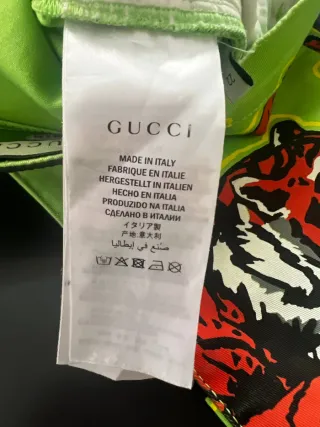 GUCCI
MADE IN ITALY
FABRIQUE EN ITALIE
HERGESTELLT IN ITALIEN
HECHO EN ITALIA
PRODUZIDO NA ITALIA
СДЕЛАНО В ИТАЛИИ
イタリア製
产地 意大利
صنع في إيطاليا